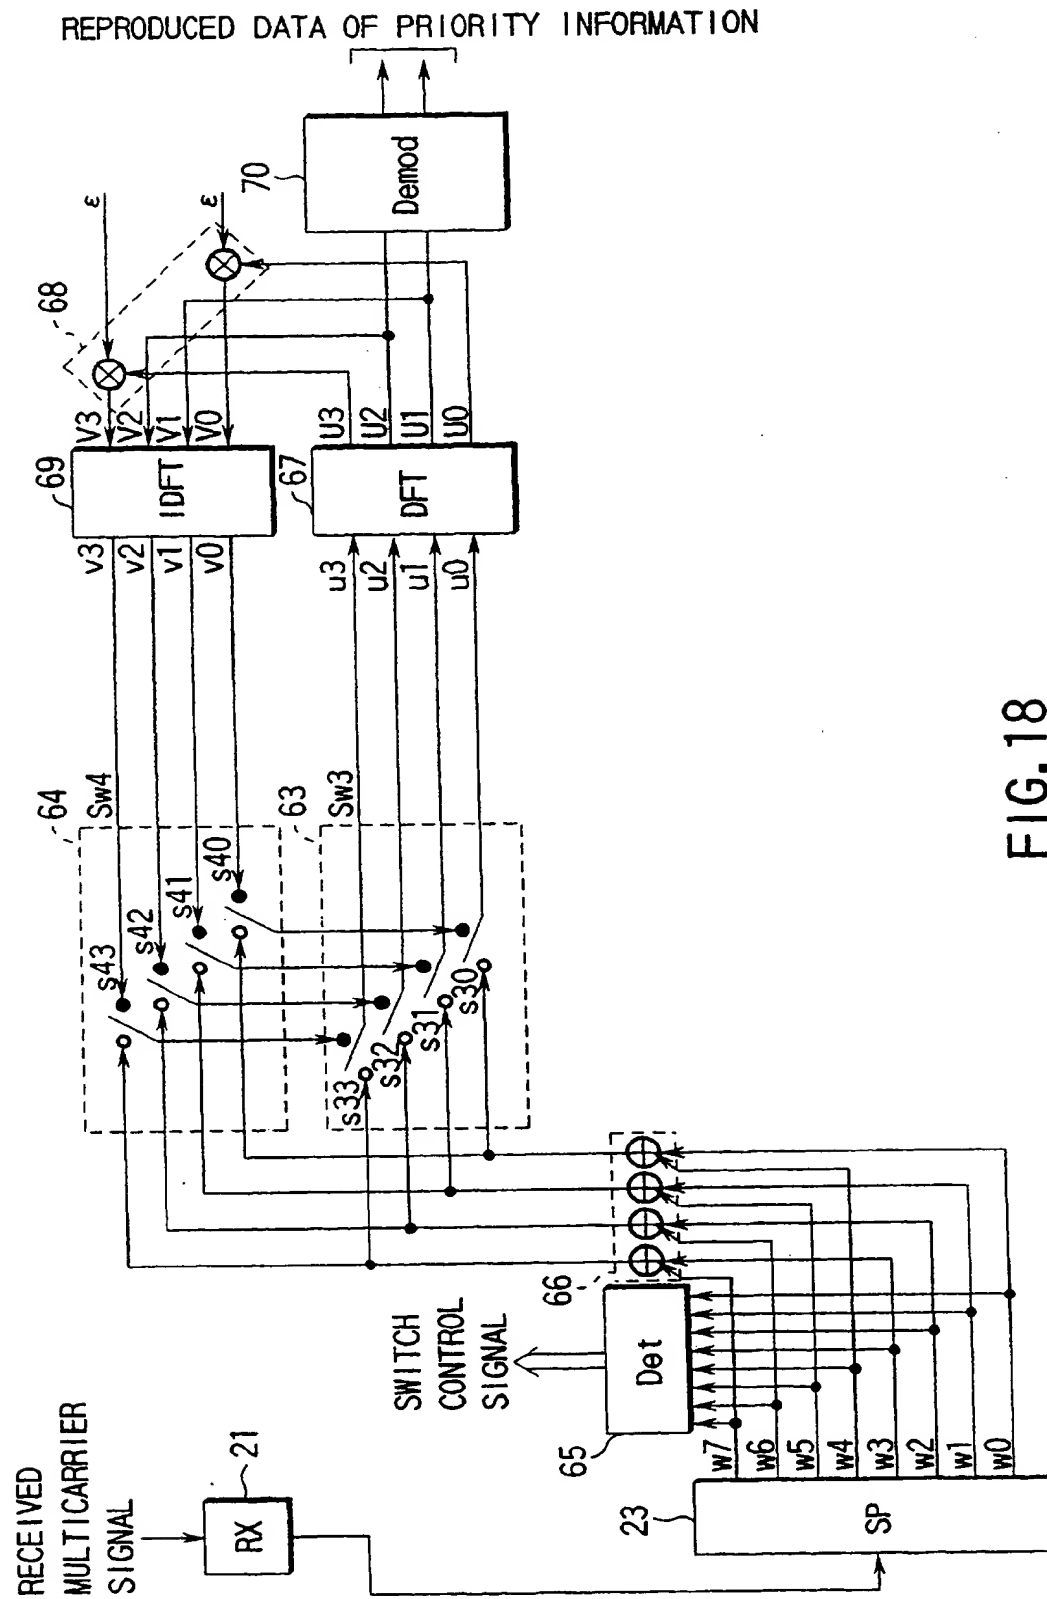 REPRODUCED DATA OF PRIORITY INFORMATION
70
Demod
ε
ε
68
V3
V2
V1
V0
U3
U2
U1
U0
69
IDFT
67
DFT
v3
v2
v1
v0
u3
u2
u1
u0
64
Sw4
63
Sw3
s43
s42
s41
s40
s33
s32
s31
s30
66
SWITCH
CONTROL
SIGNAL
Det
65
w7
w6
w5
w4
w3
w2
w1
w0
23
SP
RECEIVED
MULTICARRIER
SIGNAL
21
RX
FIG. 18